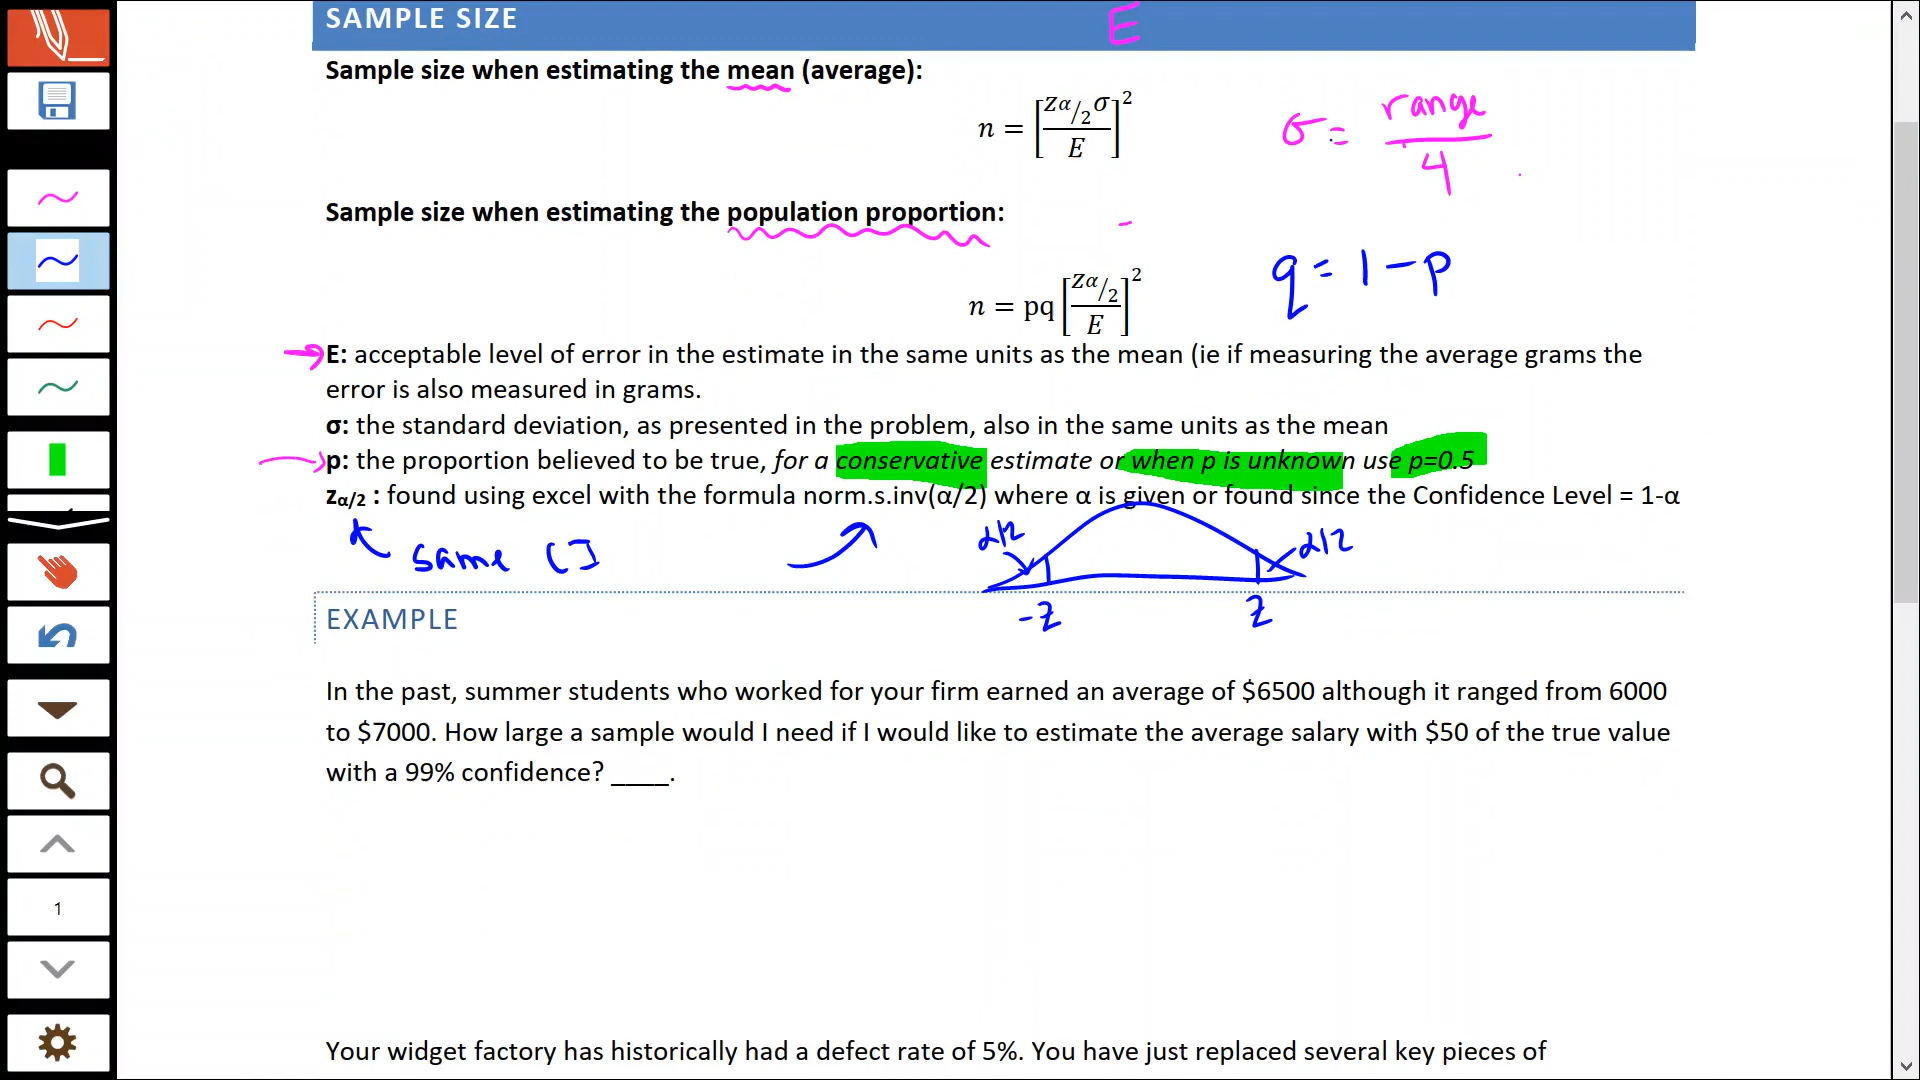 SAMPLE SIZE E
Sample size when estimating the mean (average):
n = [zα/2 σ / E]²
σ = range / 4
Sample size when estimating the population proportion:
n = pq [zα/2 / E]²
q = 1 - p
E: acceptable level of error in the estimate in the same units as the mean (ie if measuring the average grams the
error is also measured in grams.
σ: the standard deviation, as presented in the problem, also in the same units as the mean
p: the proportion believed to be true, for a conservative estimate or when p is unknown use p=0.5
zα/2 : found using excel with the formula norm.s.inv(α/2) where α is given or found since the Confidence Level = 1-α
same α/2 α/2
-z z
EXAMPLE
In the past, summer students who worked for your firm earned an average of $6500 although it ranged from 6000
to $7000. How large a sample would I need if I would like to estimate the average salary with $50 of the true value
with a 99% confidence? ____.
1
Your widget factory has historically had a defect rate of 5%. You have just replaced several key pieces of